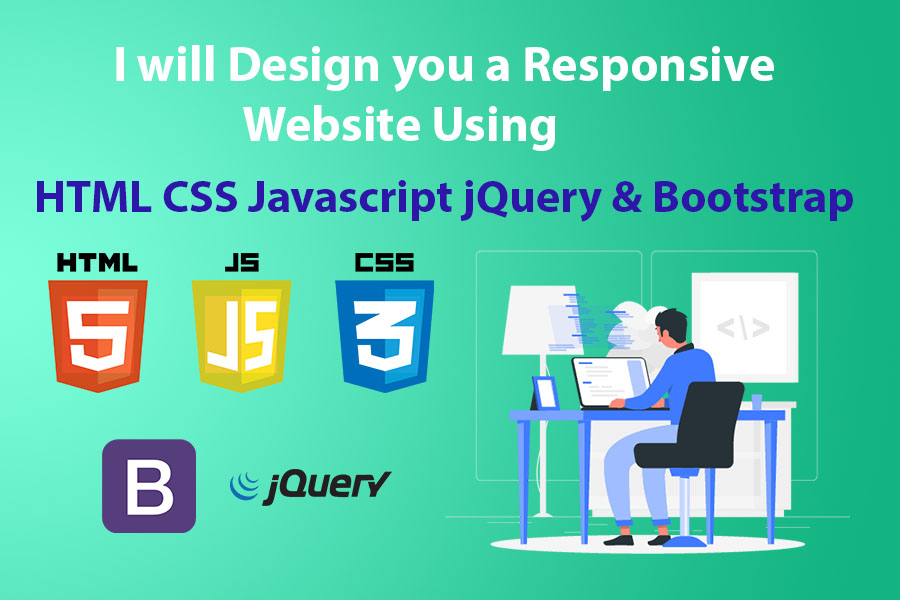 I will Design you a Responsive
Website Using
HTML CSS Javascript jQuery & Bootstrap
HTML JS CSS
5 JS 3
</>
B jQuery